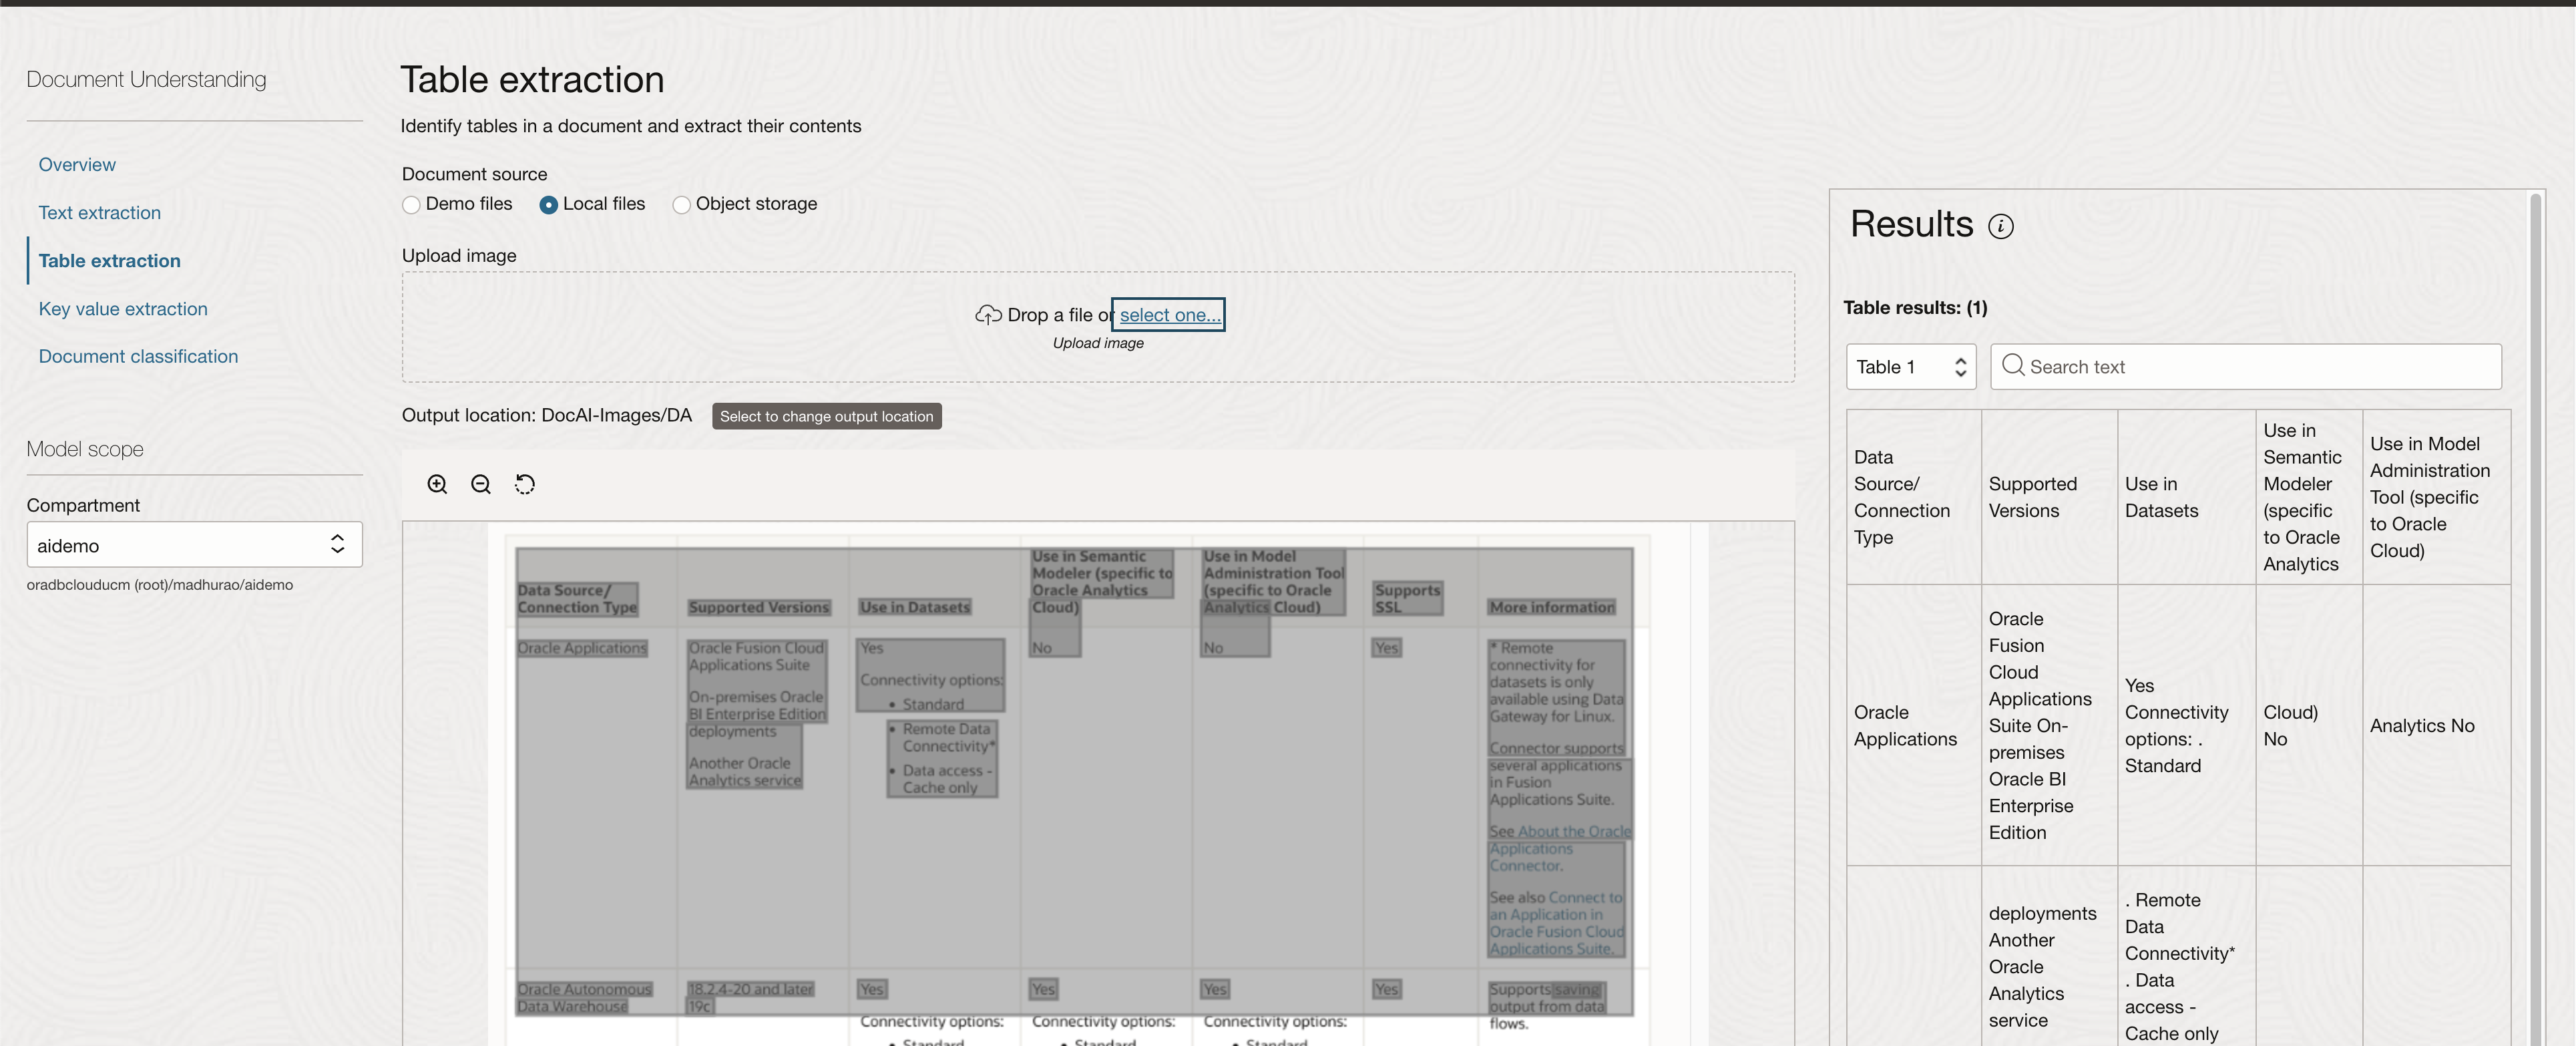 Document Understanding
Overview
Text extraction
Table extraction
Key value extraction
Document classification
Model scope
Compartment
aidemo
oradbclouducm (root)/madhurao/aidemo
Table extraction
Identify tables in a document and extract their contents
Document source
Demo files
Local files
Object storage
Upload image
Drop a file or select one...
Upload image
Output location: DocAI-Images/DA
Select to change output location
Data Source/
Connection Type
Supported Versions
Use in Datasets
Use in Semantic
Modeler (specific to
Oracle Analytics
Cloud)
Use in Model
Administration Tool
(specific to Oracle
Analytics Cloud)
Supports
SSL
More information
Oracle Applications
Oracle Fusion Cloud
Applications Suite
On-premises Oracle
BI Enterprise Edition
deployments
Another Oracle
Analytics service
Yes
Connectivity options:
• Standard
• Remote Data
Connectivity*
• Data access -
Cache only
No
No
Yes
* Remote
connectivity for
datasets is only
available using Data
Gateway for Linux.
Connector supports
several applications
in Fusion
Applications Suite.
See About the Oracle
Applications
Connector.
See also Connect to
an Application in
Oracle Fusion Cloud
Applications Suite.
Oracle Autonomous
Data Warehouse
18.2.4-20 and later
19c
Yes
Connectivity options:
• Standard
Yes
Connectivity options:
• Standard
Yes
Connectivity options:
• Standard
Yes
Supports saving
output from data
flows.
Results
Table results: (1)
Table 1
Search text
Data
Source/
Connection
Type
Supported
Versions
Use in
Datasets
Use in
Semantic
Modeler
(specific
to Oracle
Analytics
Use in Model
Administration
Tool (specific
to Oracle
Cloud)
Oracle
Applications
Oracle
Fusion
Cloud
Applications
Suite On-
premises
Oracle BI
Enterprise
Edition
Yes
Connectivity
options: .
Standard
Cloud)
No
Analytics No
deployments
Another
Oracle
Analytics
service
. Remote
Data
Connectivity*
. Data
access -
Cache only